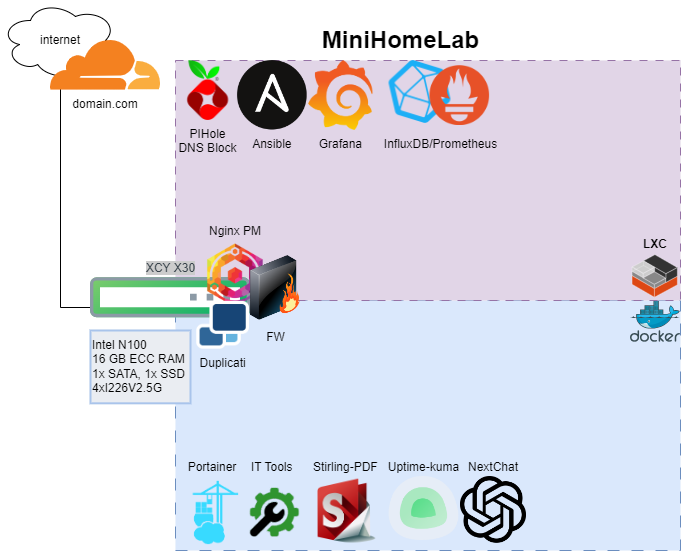 internet
domain.com
MiniHomeLab
PIHole
DNS Block
Ansible
Grafana
InfluxDB/Prometheus
Nginx PM
XCY X30
LXC
FW
docker
Intel N100
16 GB ECC RAM
1x SATA, 1x SSD
4xI226V2.5G
Duplicati
Portainer
IT Tools
Stirling-PDF
Uptime-kuma
NextChat
S